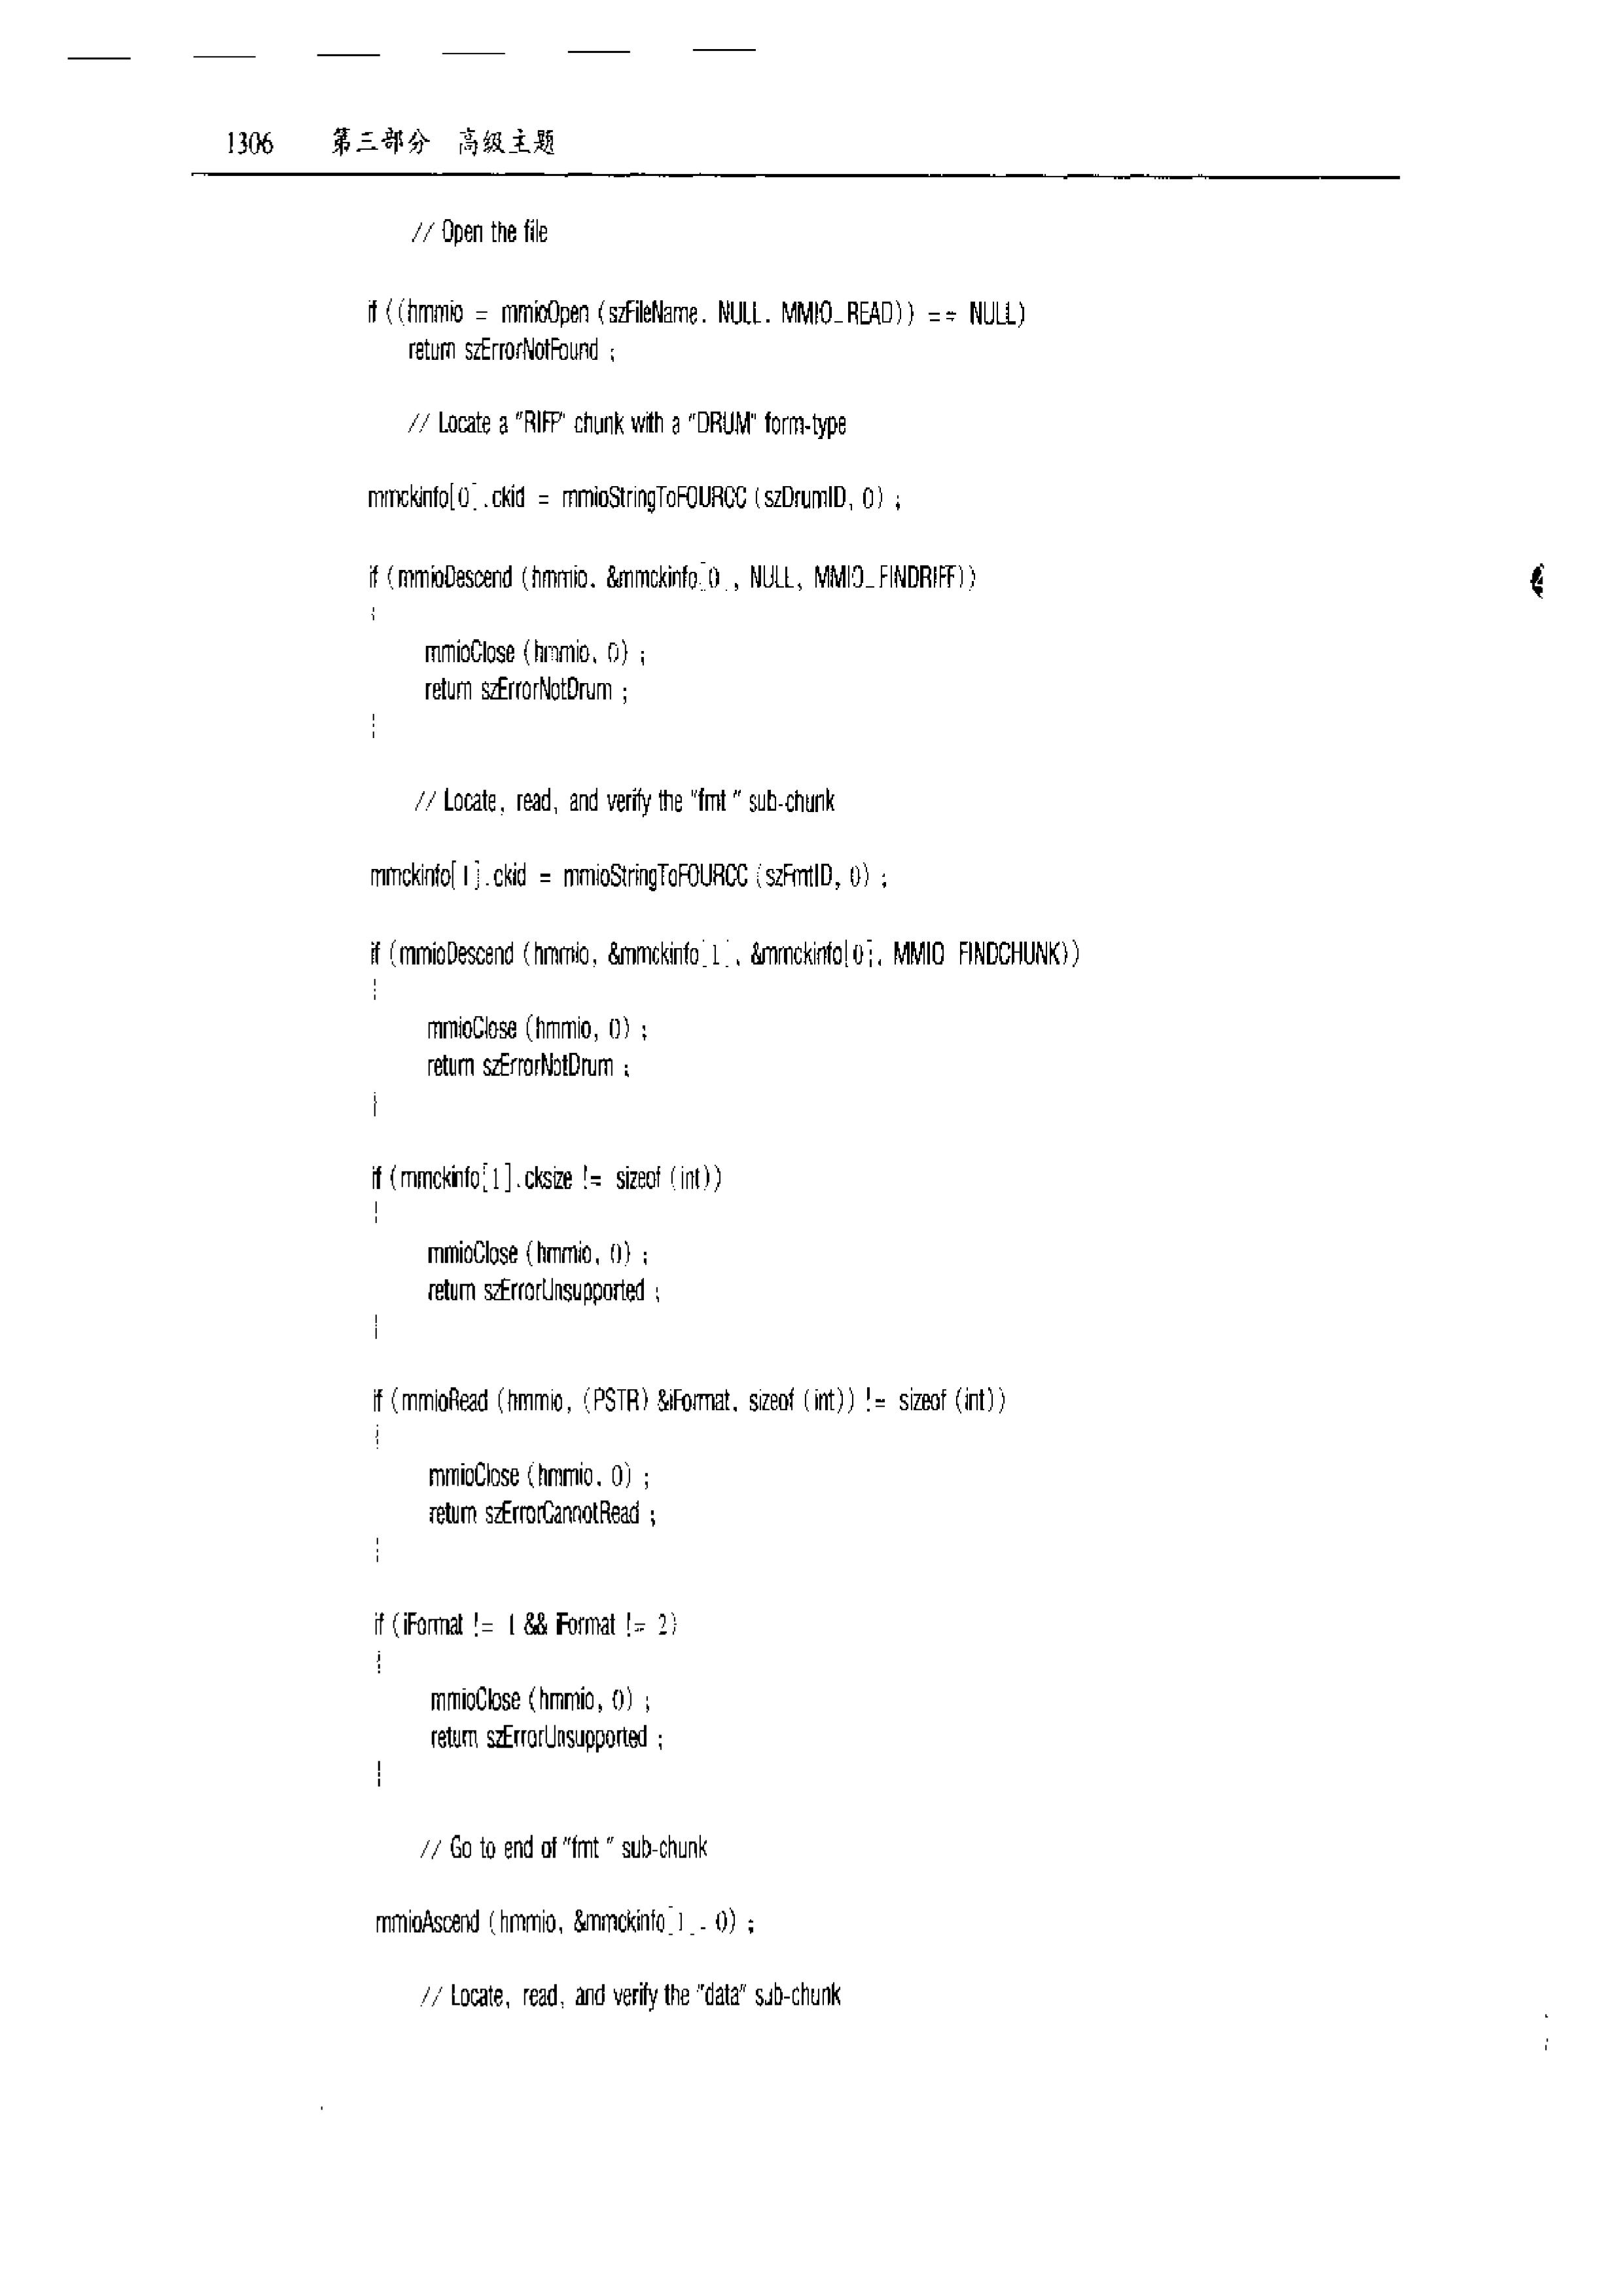 1306 第三部分 高级主题
// Open the file
if ((hmmio = mmioOpen (szFileName, NULL, MMIO_READ)) == NULL)
return szErrorNotFound ;
// Locate a "RIFF" chunk with a "DRUM" form-type
mmckinfo[0].ckid = mmioStringToFOURCC (szDrumID, 0) ;
if (mmioDescend (hmmio, &mmckinfo[0], NULL, MMIO_FINDRIFF))
{
mmioClose (hmmio, 0) ;
return szErrorNotDrum ;
}
// Locate, read, and verify the "fmt " sub-chunk
mmckinfo[1].ckid = mmioStringToFOURCC (szFmtID, 0) ;
if (mmioDescend (hmmio, &mmckinfo[1], &mmckinfo[0], MMIO_FINDCHUNK))
{
mmioClose (hmmio, 0) ;
return szErrorNotDrum ;
}
if (mmckinfo[1].cksize != sizeof (int))
{
mmioClose (hmmio, 0) ;
return szErrorUnsupported ;
}
if (mmioRead (hmmio, (PSTR) &iFormat, sizeof (int)) != sizeof (int))
{
mmioClose (hmmio, 0) ;
return szErrorCannotRead ;
}
if (iFormat != 1 && iFormat != 2)
{
mmioClose (hmmio, 0) ;
return szErrorUnsupported ;
}
// Go to end of "fmt " sub-chunk
mmioAscend (hmmio, &mmckinfo[1], 0) ;
// Locate, read, and verify the "data" sub-chunk